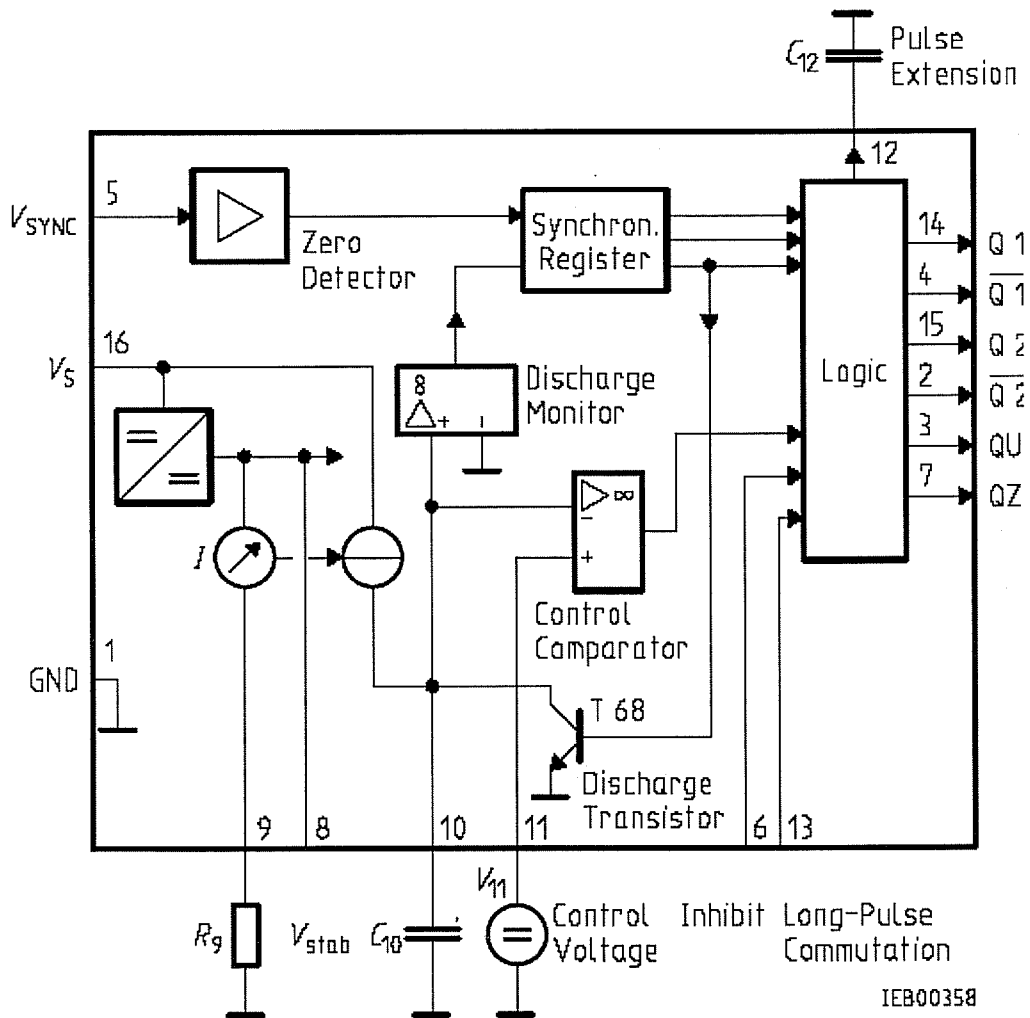 C12
Pulse
Extension
12
5
VSYNC
Zero
Detector
Synchron.
Register
14
Q 1
4
Q 1
15
Q 2
2
Q 2
3
QU
7
QZ
Logic
16
VS
8
+
-
Discharge
Monitor
∞
-
+
Control
Comparator
I
1
GND
T 68
Discharge
Transistor
9
8
10
11
6
13
R9
Vstab
C10
V11
Control
Voltage
Inhibit
Long-Pulse
Commutation
IEB00358